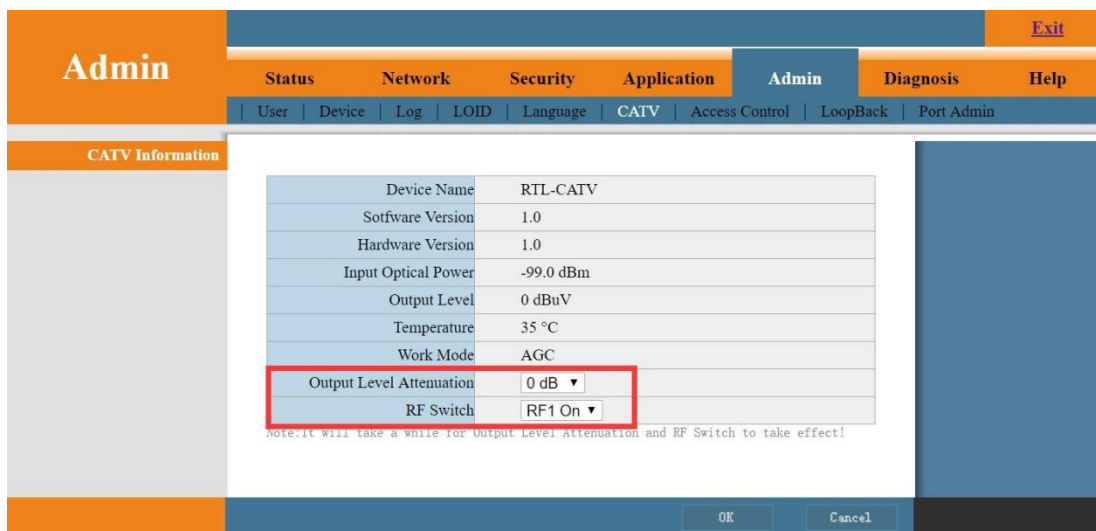 Exit
Admin
Status Network Security Application Admin Diagnosis Help
| User | Device | Log | LOID | Language | CATV | Access Control | LoopBack | Port Admin
CATV Information
Device Name RTL-CATV
Sotfware Version 1.0
Hardware Version 1.0
Input Optical Power -99.0 dBm
Output Level 0 dBuV
Temperature 35 °C
Work Mode AGC
Output Level Attenuation 0 dB
RF Switch RF1 On
Note:It will take a while for Output Level Attenuation and RF Switch to take effect!
OK Cancel